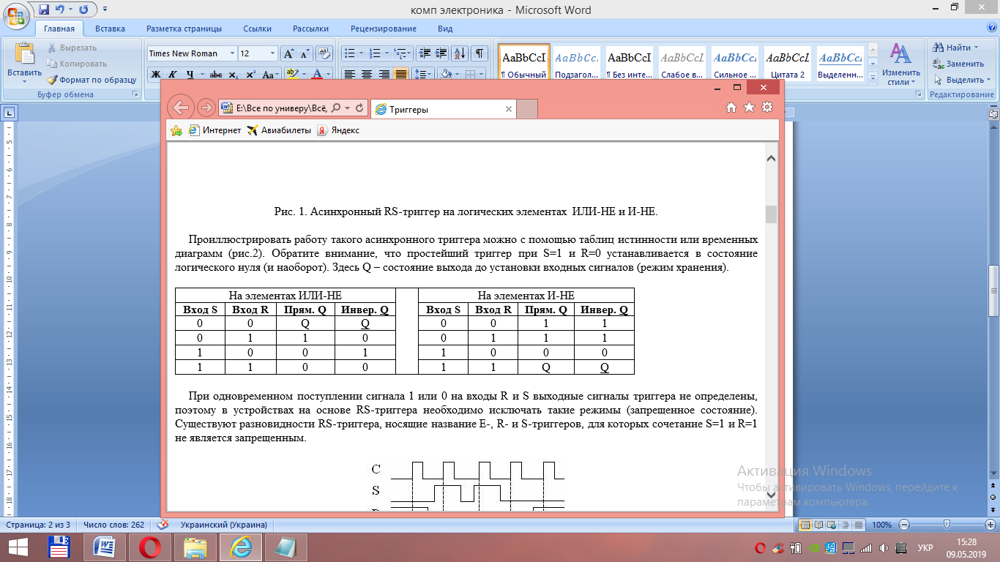 комп электроника - Microsoft Word
Главная Вставка Разметка страницы Ссылки Рассылки Рецензирование Вид
Вставить
Вырезать
Копировать
Формат по образцу
Буфер обмена
Times New Roman 12
Ж К Ч abc x₂ x² Aa
AaBbCcI AaBbCc. AaBbCcI AaBbCcL AaBbCcI AaBbCcI AaBbCcI
¶ Обычный Подзагол... ¶ Без инте... Слабое в... Сильное ... Цитата 2 Выделенн...
Изменить
стили
Найти
Заменить
Выделить
Редактирование
E:\Все по универу\Всё,
Триггеры
Интернет Авиабилеты Яндекс
Рис. 1. Асинхронный RS-триггер на логических элементах ИЛИ-НЕ и И-НЕ.
Проиллюстрировать работу такого асинхронного триггера можно с помощью таблиц истинности или временных
диаграмм (рис.2). Обратите внимание, что простейший триггер при S=1 и R=0 устанавливается в состояние
логического нуля (и наоборот). Здесь Q – состояние выхода до установки входных сигналов (режим хранения).
На элементах ИЛИ-НЕ На элементах И-НЕ
Вход S Вход R Прям. Q Инвер. Q Вход S Вход R Прям. Q Инвер. Q
0 0 Q Q 0 0 1 1
0 1 1 0 0 1 1 1
1 0 0 1 1 0 0 0
1 1 0 0 1 1 Q Q
При одновременном поступлении сигнала 1 или 0 на входы R и S выходные сигналы триггера не определены,
поэтому в устройствах на основе RS-триггера необходимо исключать такие режимы (запрещенное состояние).
Существуют разновидности RS-триггера, носящие название E-, R- и S-триггеров, для которых сочетание S=1 и R=1
не является запрещенным.
C
S
Активация Windows
Чтобы активировать Windows, перейдите к
параметрам компьютера.
Страница: 2 из 3 Число слов: 262 Украинский (Украина) 100%
УКР
15:28
09.05.2019